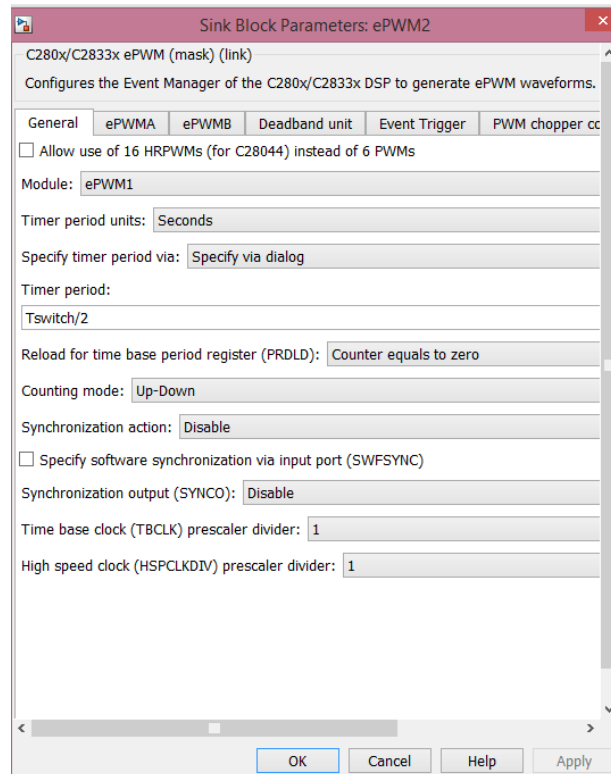 Sink Block Parameters: ePWM2
C280x/C2833x ePWM (mask) (link)
Configures the Event Manager of the C280x/C2833x DSP to generate ePWM waveforms.
General ePWMA ePWMB Deadband unit Event Trigger PWM chopper co
Allow use of 16 HRPWMs (for C28044) instead of 6 PWMs
Module: ePWM1
Timer period units: Seconds
Specify timer period via: Specify via dialog
Timer period:
Tswitch/2
Reload for time base period register (PRDLD): Counter equals to zero
Counting mode: Up-Down
Synchronization action: Disable
Specify software synchronization via input port (SWFSYNC)
Synchronization output (SYNCO): Disable
Time base clock (TBCLK) prescaler divider: 1
High speed clock (HSPCLKDIV) prescaler divider: 1
OK Cancel Help Apply